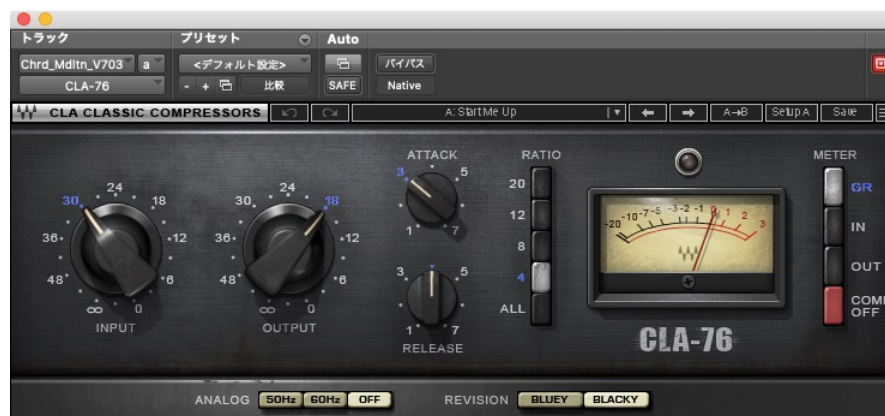 トラック プリセット Auto
Chrd_Mdltn_V703 a <デフォルト設定> バイパス
CLA-76 - + 比較 SAFE Native
CLA CLASSIC COMPRESSORS A: Start Me Up A→B Setup A Save
ATTACK RATIO METER
30 24 18 36 12 48 6 ∞ 0
INPUT
30 24 18 36 12 48 6 ∞ 0
OUTPUT
3 5 1 7
3 5 1 7
RELEASE
20
12
8
4
ALL
-20 -10 -7 -5 -3 -2 -1 0 1 2 3
GR
IN
OUT
COMP OFF
CLA-76
ANALOG 50Hz 60Hz OFF REVISION BLUEY BLACKY